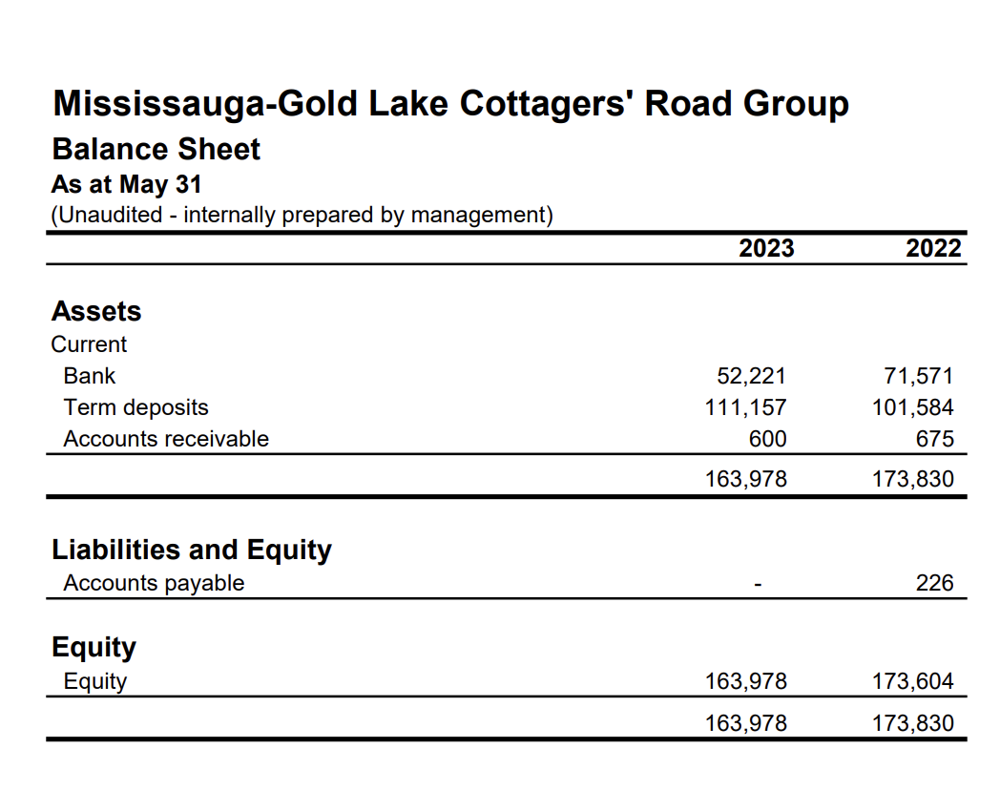 Mississauga-Gold Lake Cottagers' Road Group
Balance Sheet
As at May 31
(Unaudited - internally prepared by management)
2023 2022
Assets
Current
Bank 52,221 71,571
Term deposits 111,157 101,584
Accounts receivable 600 675
163,978 173,830
Liabilities and Equity
Accounts payable - 226
Equity
Equity 163,978 173,604
163,978 173,830